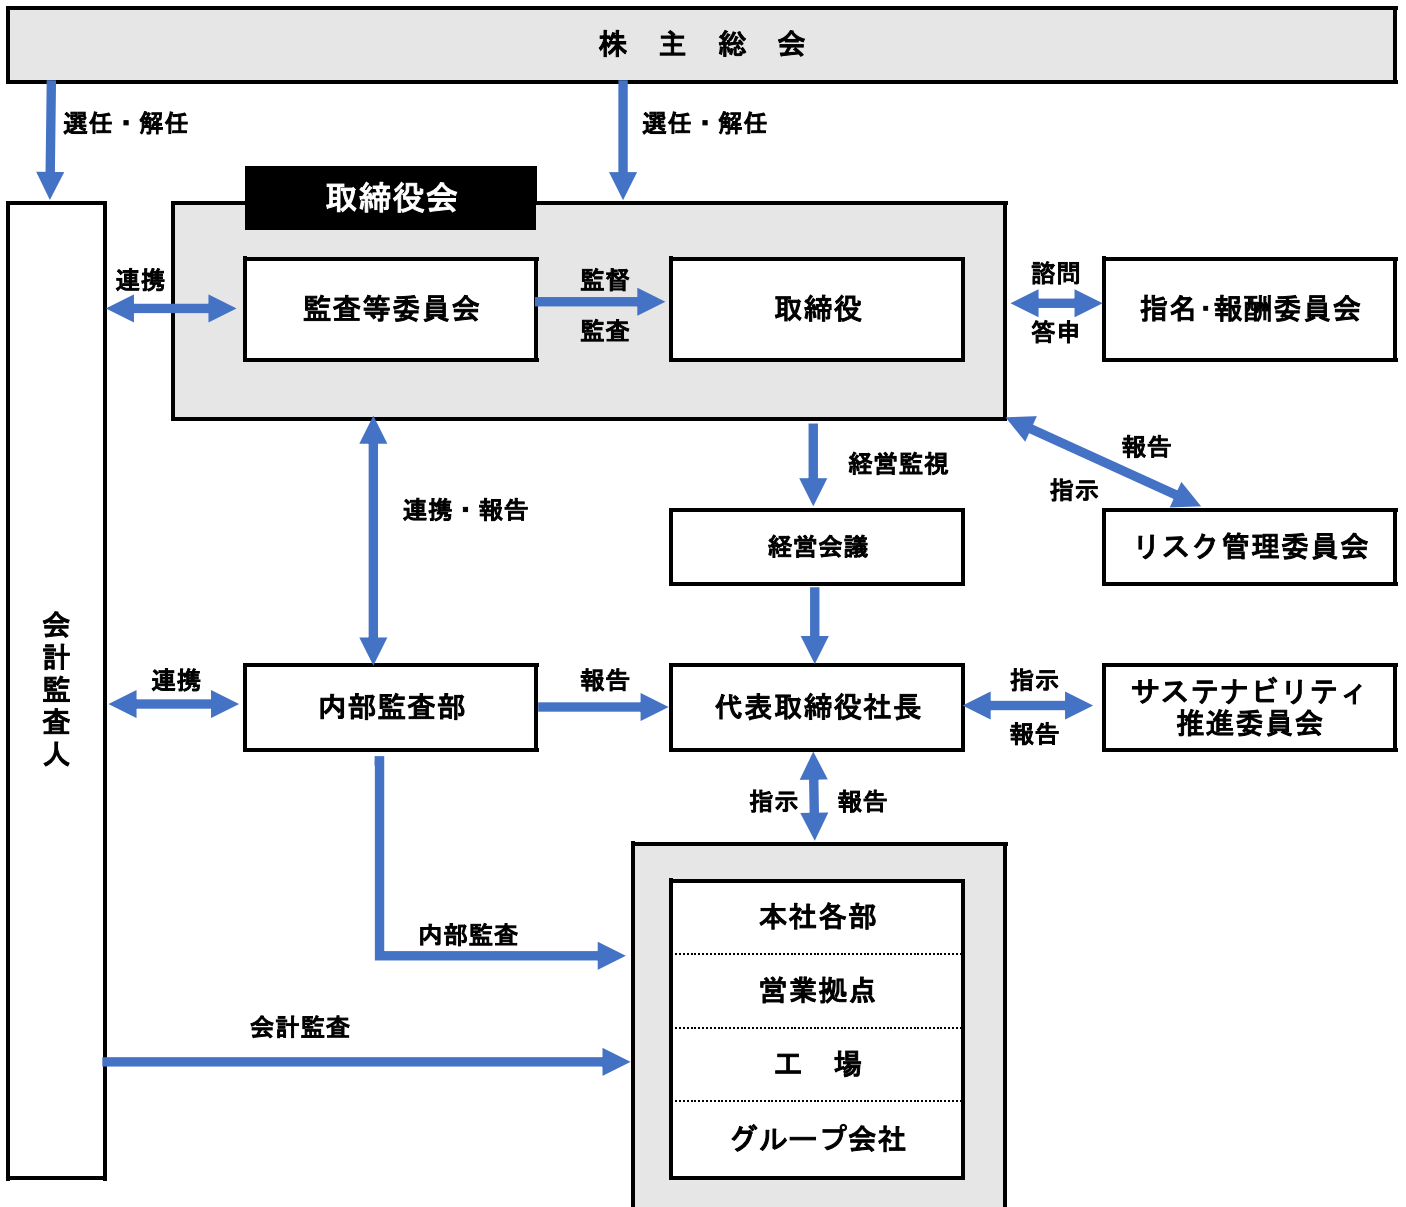 株　主　総　会
選任・解任
選任・解任
取締役会
連携
監査等委員会
監督
監査
取締役
諮問
答申
指名・報酬委員会
連携・報告
経営監視
報告
指示
経営会議
リスク管理委員会
会計監査人
連携
内部監査部
報告
代表取締役社長
指示
報告
サステナビリティ
推進委員会
指示
報告
本社各部
内部監査
営業拠点
会計監査
工　場
グループ会社